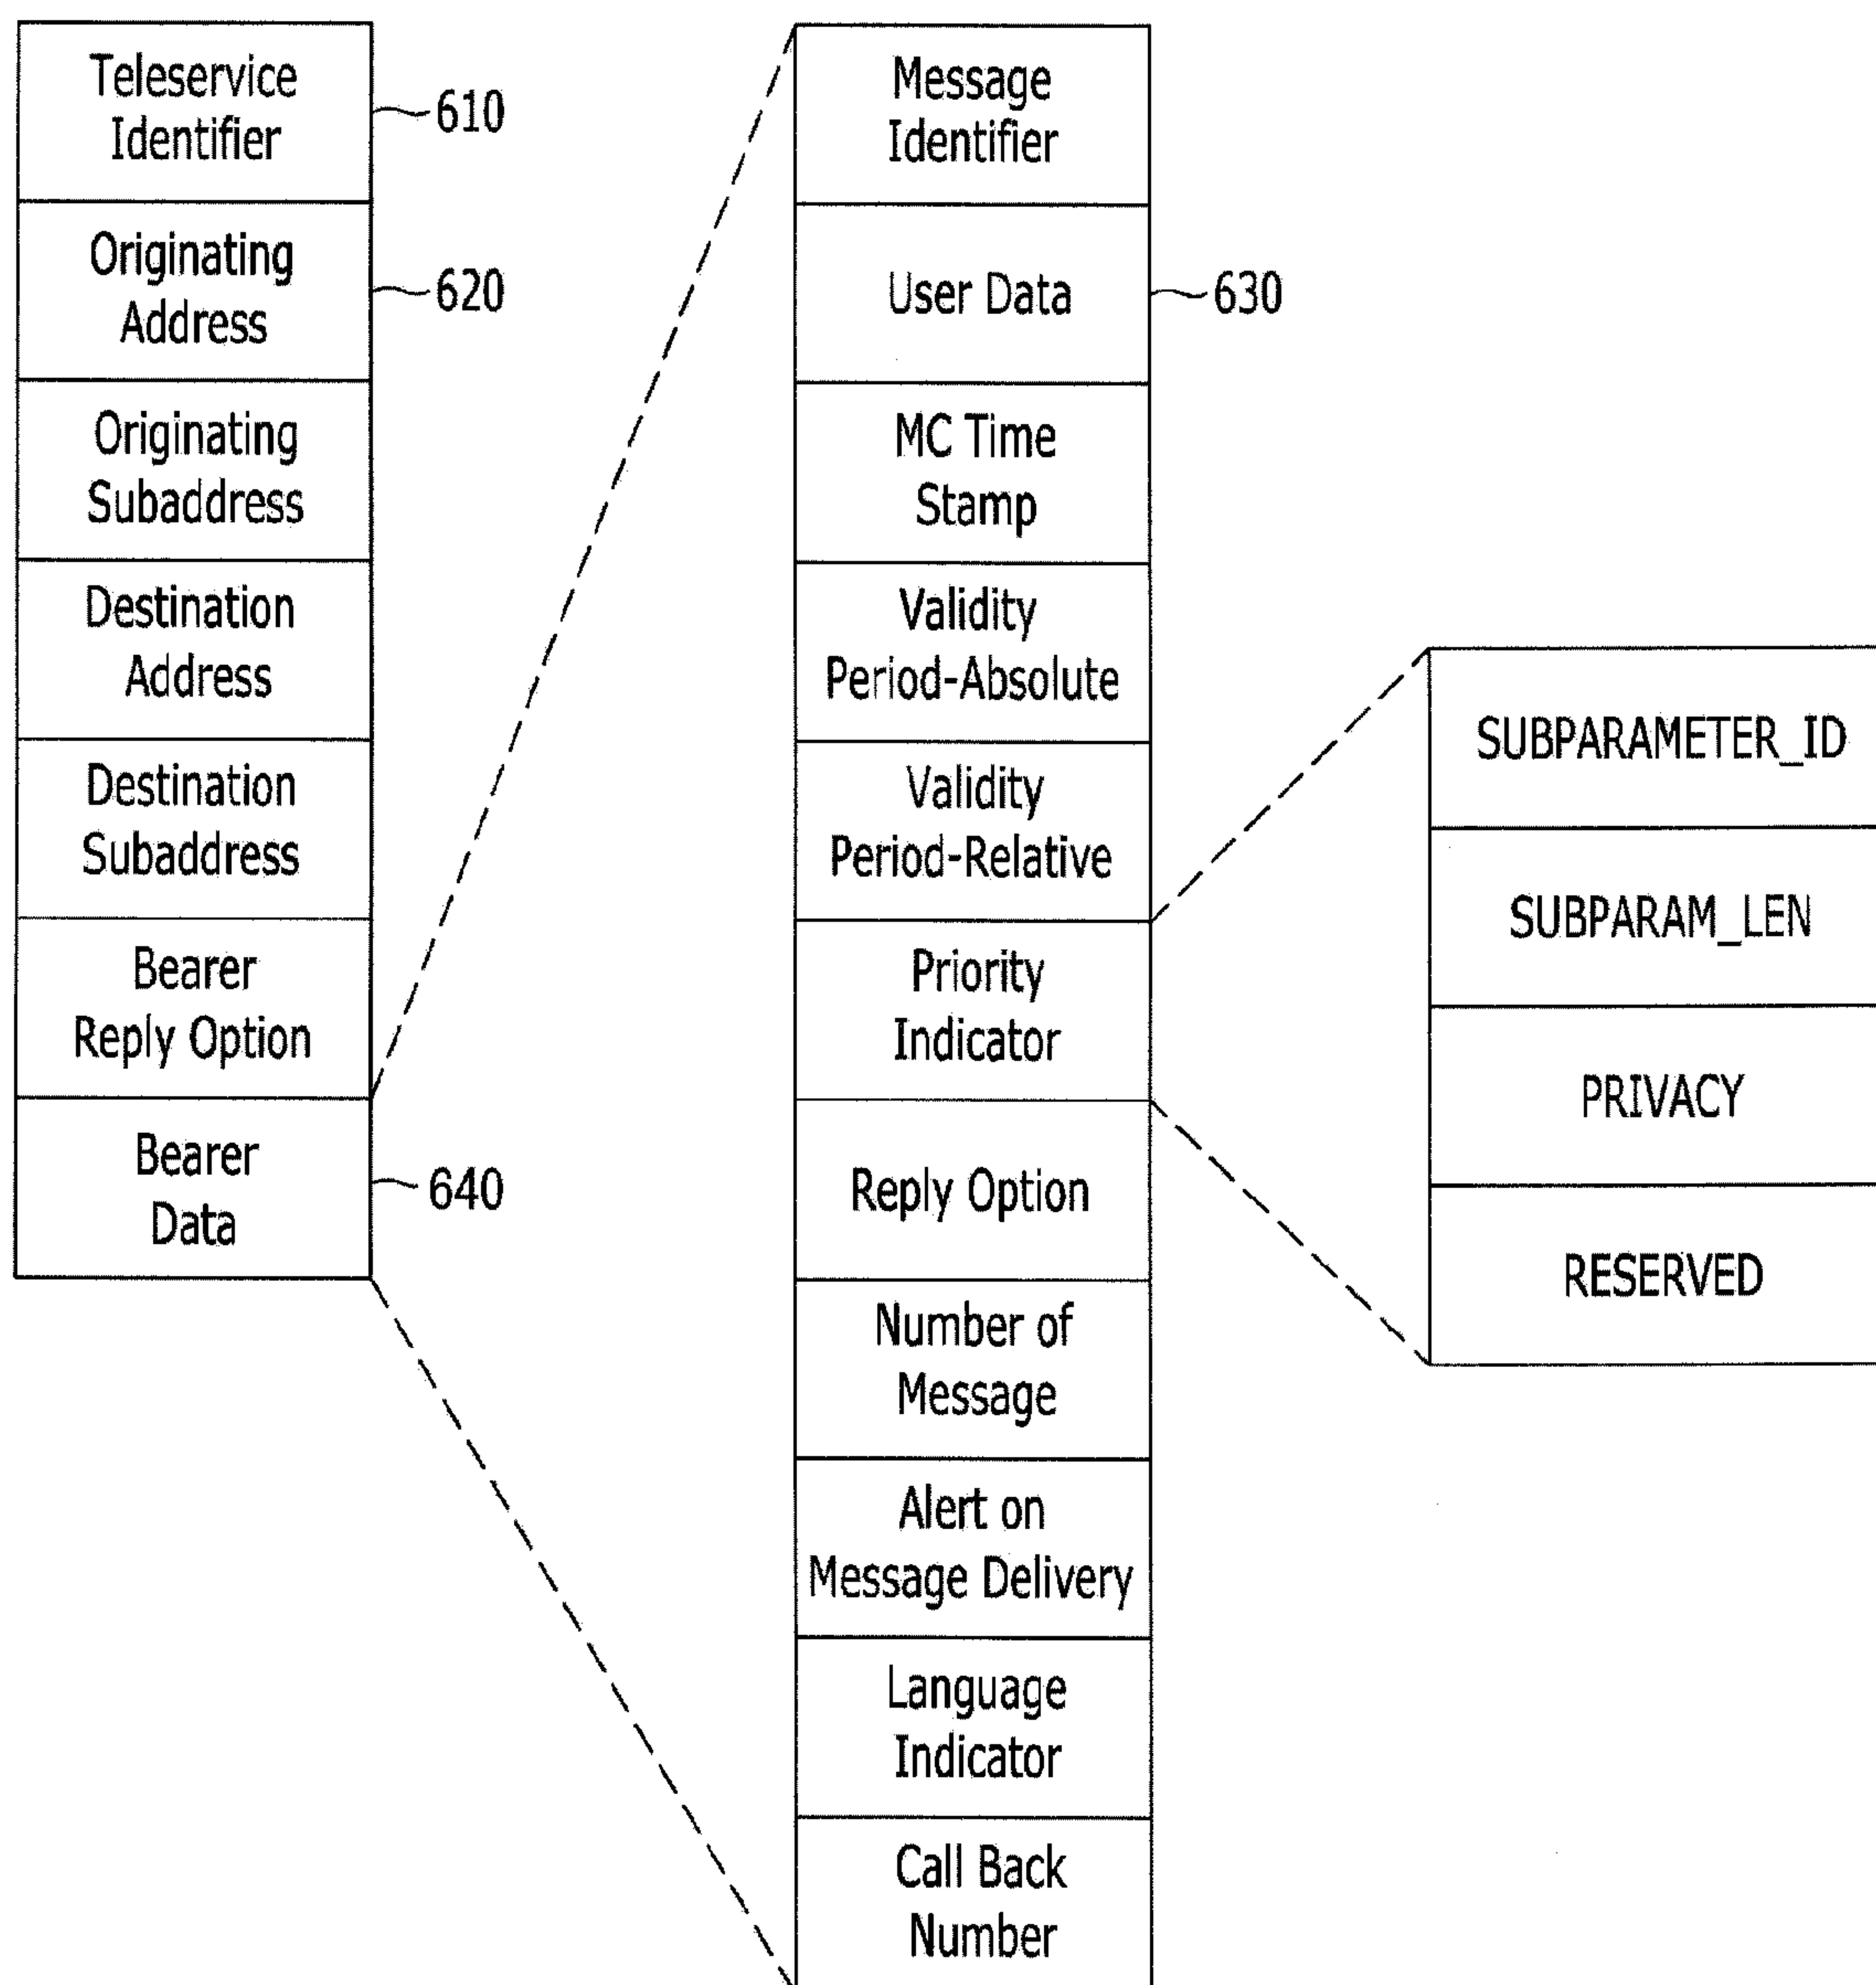 Teleservice
Identifier
610
Originating
Address
620
Originating
Subaddress
Destination
Address
Destination
Subaddress
Bearer
Reply Option
Bearer
Data
640
Message
Identifier
User Data
630
MC Time
Stamp
Validity
Period-Absolute
Validity
Period-Relative
Priority
Indicator
Reply Option
Number of
Message
Alert on
Message Delivery
Language
Indicator
Call Back
Number
SUBPARAMETER_ID
SUBPARAM_LEN
PRIVACY
RESERVED